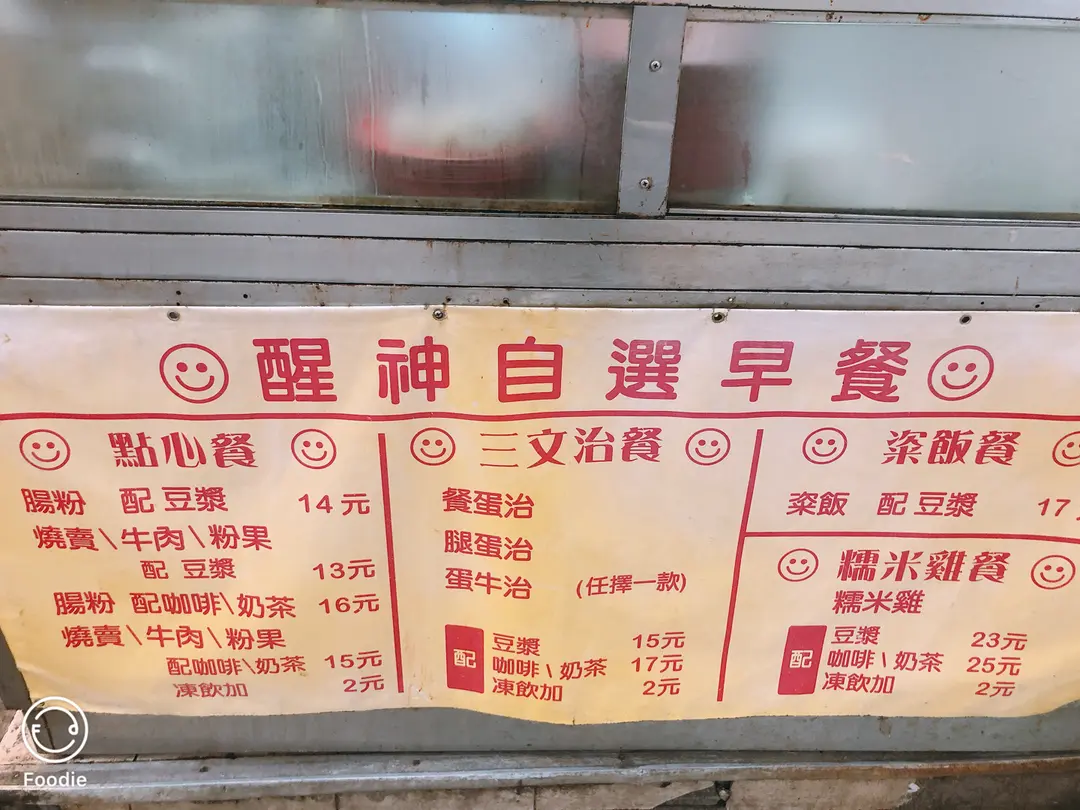 醒神自選早餐
點心餐
腸粉 配 豆漿 14元
燒賣\牛肉\粉果
配 豆漿 13元
腸粉 配咖啡\奶茶 16元
燒賣\牛肉\粉果
配咖啡\奶茶 15元
凍飲加 2元
三文治餐
餐蛋治
腿蛋治
蛋牛治 (任擇一款)
配
豆漿 15元
咖啡\奶茶 17元
凍飲加 2元
粢飯餐
粢飯 配 豆漿 17
糯米雞餐
糯米雞
配
豆漿 23元
咖啡\奶茶 25元
凍飲加 2元
Foodie